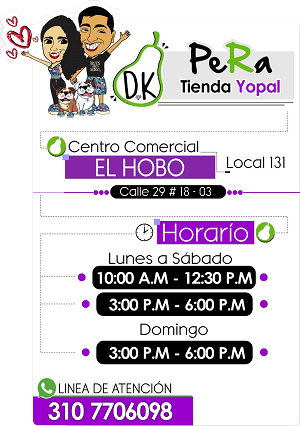 D.K
PeRa
Tienda Yopal
Centro Comercial
EL HOBO
Local 131
Calle 29 # 18 - 03
Horarío
Lunes a Sábado
10:00 A.M - 12:30 P.M
3:00 P.M - 6:00 P.M
Domingo
3:00 P.M - 6:00 P.M
LINEA DE ATENCIÓN
310 7706098